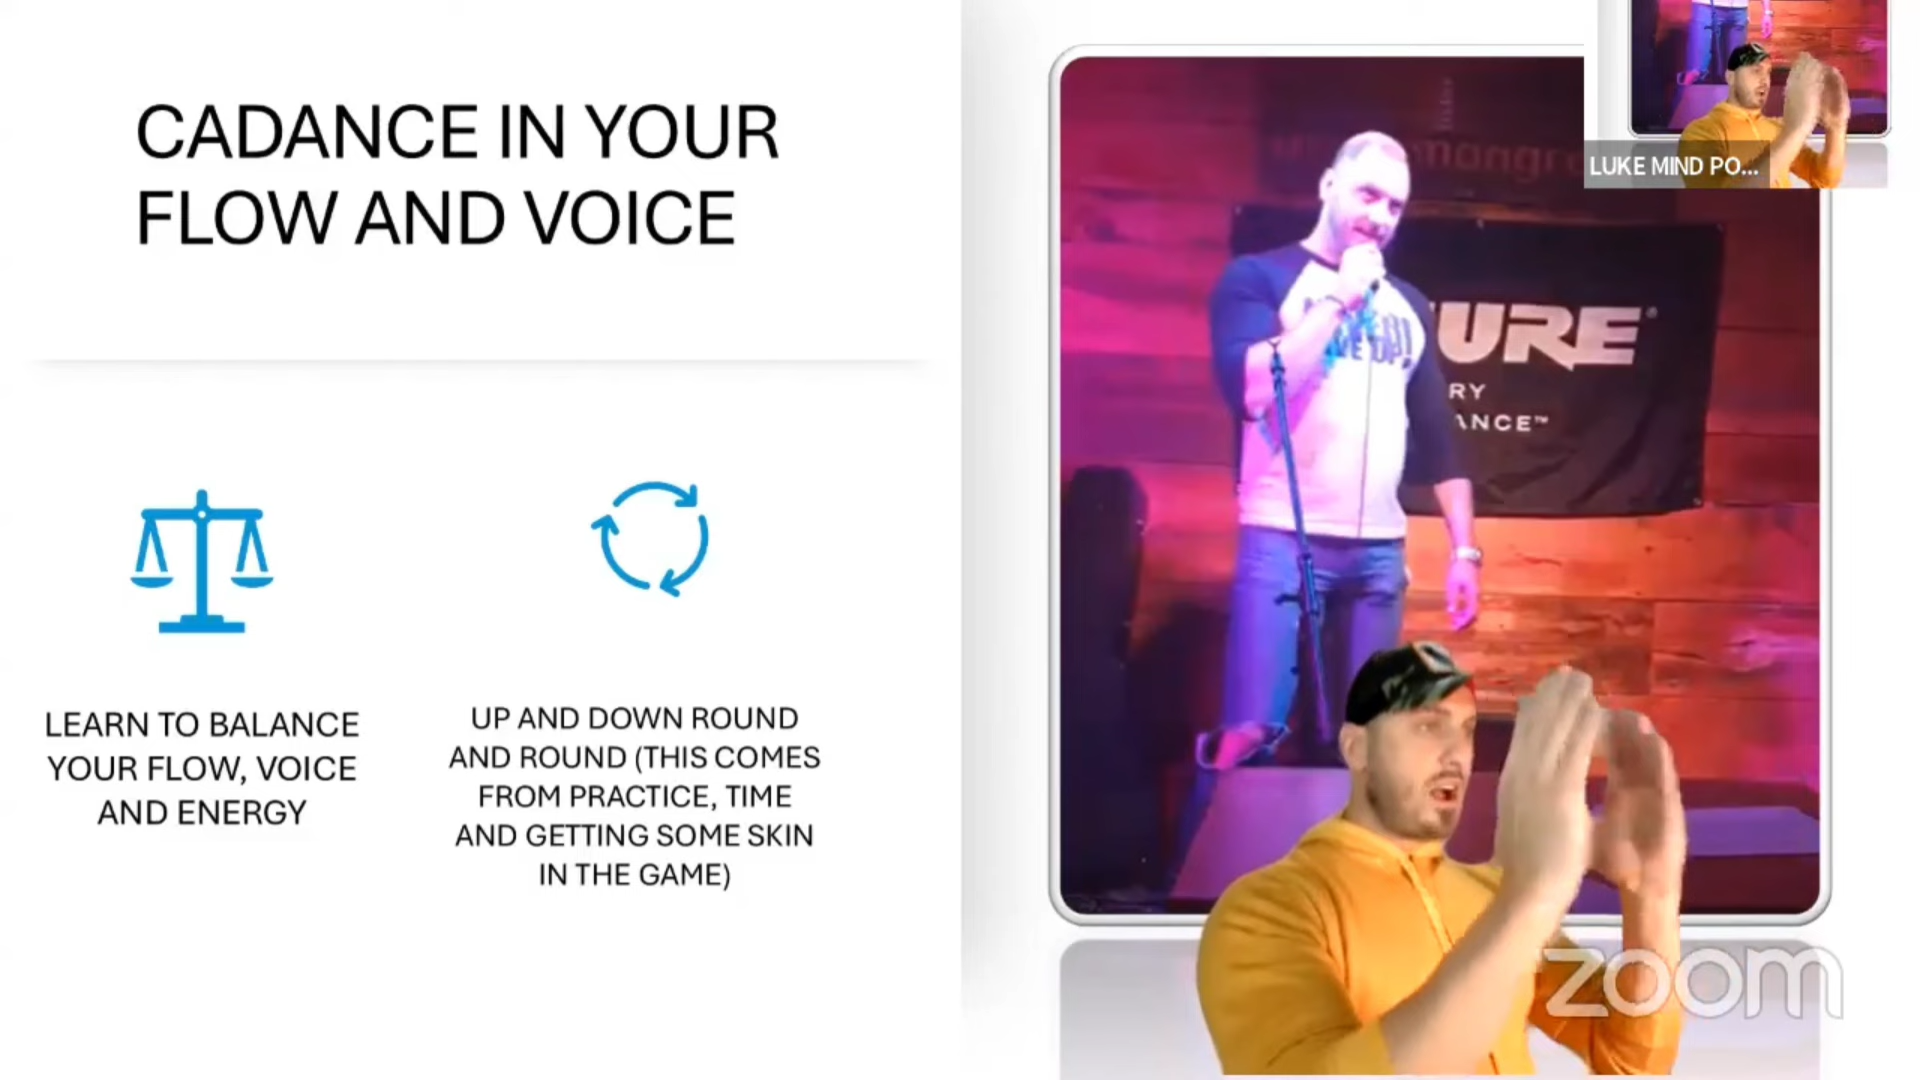 CADANCE IN YOUR
FLOW AND VOICE
LEARN TO BALANCE
YOUR FLOW, VOICE
AND ENERGY
UP AND DOWN ROUND
AND ROUND (THIS COMES
FROM PRACTICE, TIME
AND GETTING SOME SKIN
IN THE GAME)
LUKE MIND PO...
URE®
RY
ANCE™
zoom